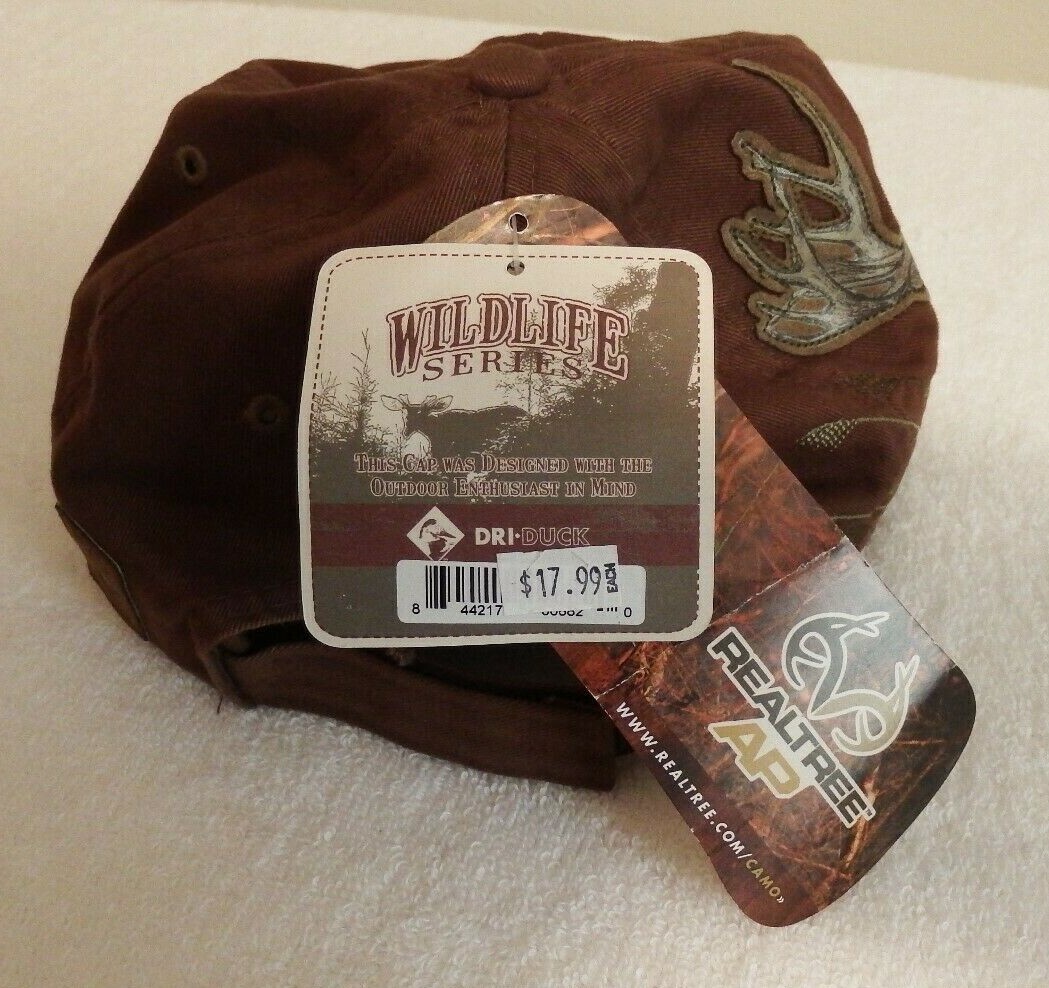 WILDLIFE
SERIES
THIS CAP WAS DESIGNED WITH THE
OUTDOOR ENTHUSIAST IN MIND
DRI•DUCK
$17.99 EACH
8 44217 0
REALTREE
AP
WWW.REALTREE.COM/CAMO»